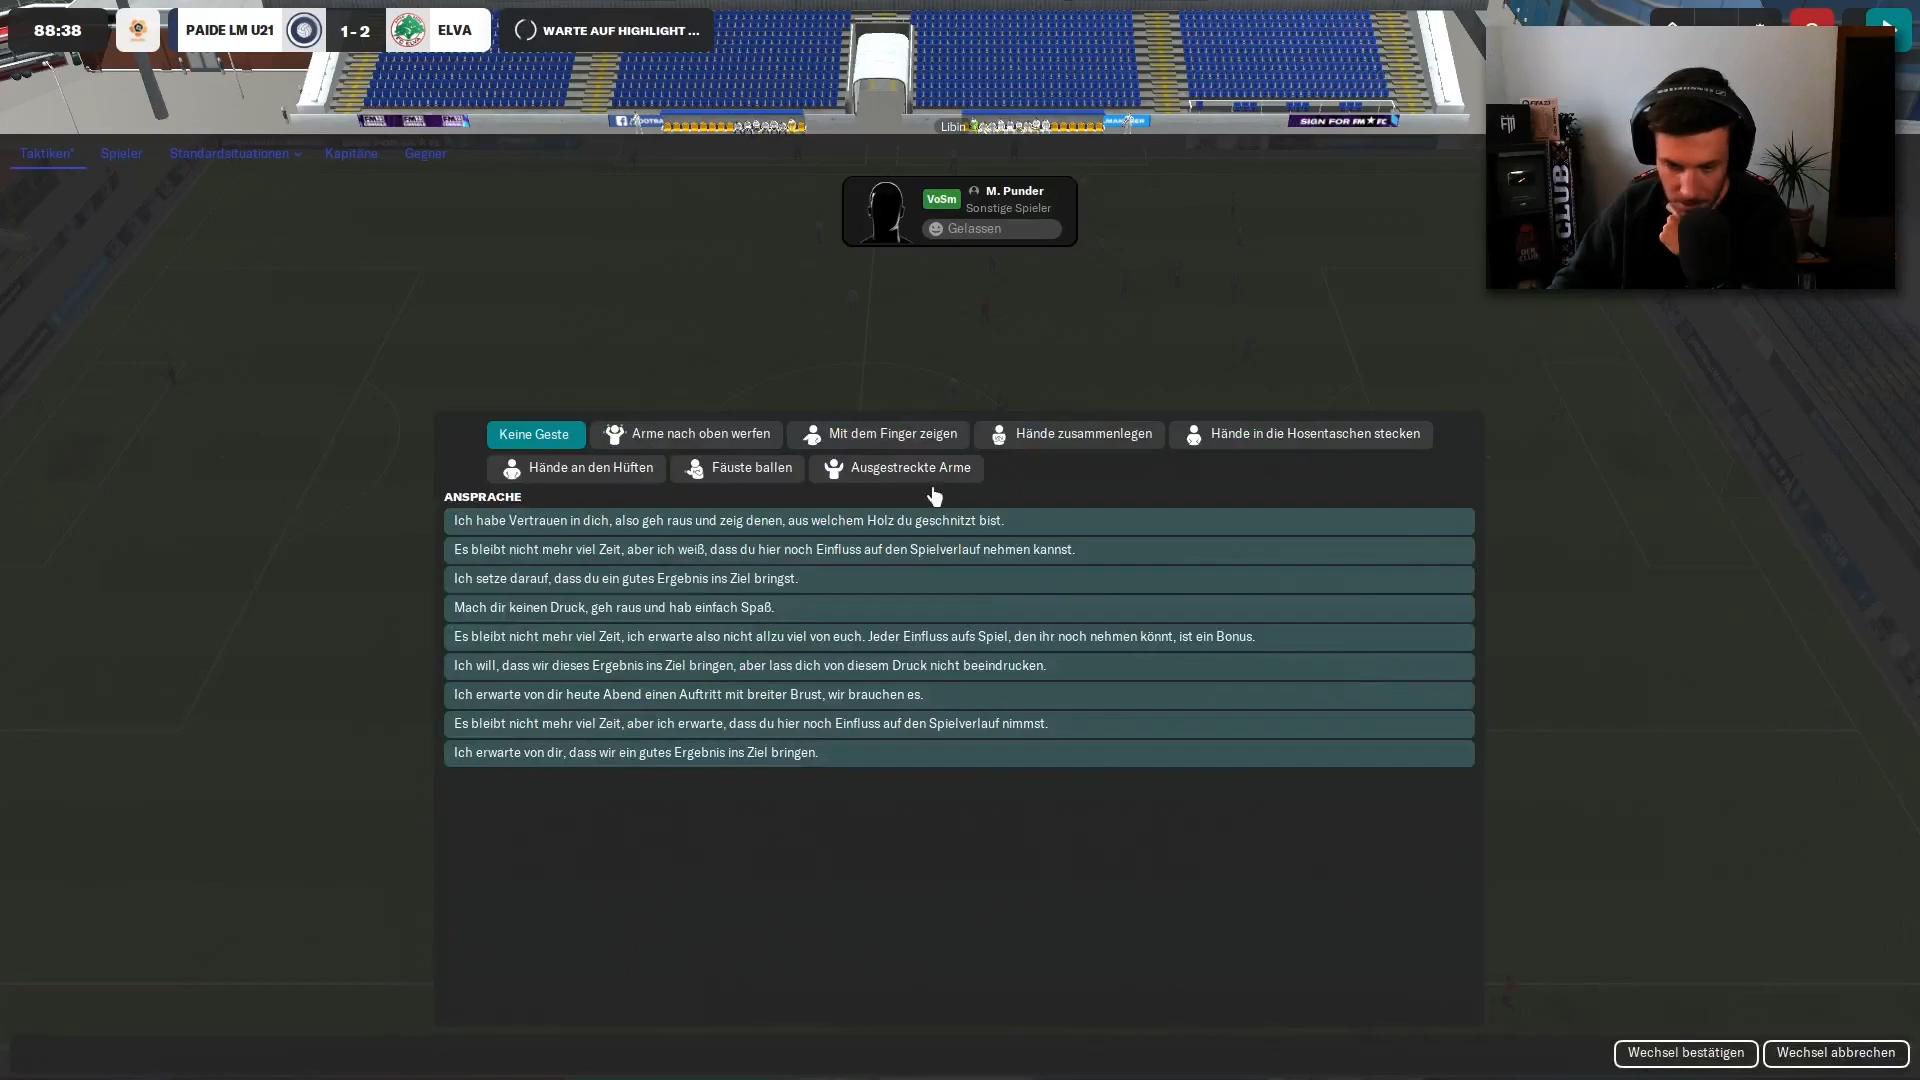 88:38
PAIDE LM U21
1 - 2
ELVA
WARTE AUF HIGHLIGHT ...
Libin
SIGN FOR FM★FC
Taktiken*
Spieler
Standardsituationen
Kapitäne
Gegner
CLUB
VoSm
M. Punder
Sonstige Spieler
Gelassen
Keine Geste
Arme nach oben werfen
Mit dem Finger zeigen
Hände zusammenlegen
Hände in die Hosentaschen stecken
Hände an den Hüften
Fäuste ballen
Ausgestreckte Arme
ANSPRACHE
Ich habe Vertrauen in dich, also geh raus und zeig denen, aus welchem Holz du geschnitzt bist.
Es bleibt nicht mehr viel Zeit, aber ich weiß, dass du hier noch Einfluss auf den Spielverlauf nehmen kannst.
Ich setze darauf, dass du ein gutes Ergebnis ins Ziel bringst.
Mach dir keinen Druck, geh raus und hab einfach Spaß.
Es bleibt nicht mehr viel Zeit, ich erwarte also nicht allzu viel von euch. Jeder Einfluss aufs Spiel, den ihr noch nehmen könnt, ist ein Bonus.
Ich will, dass wir dieses Ergebnis ins Ziel bringen, aber lass dich von diesem Druck nicht beeindrucken.
Ich erwarte von dir heute Abend einen Auftritt mit breiter Brust, wir brauchen es.
Es bleibt nicht mehr viel Zeit, aber ich erwarte, dass du hier noch Einfluss auf den Spielverlauf nimmst.
Ich erwarte von dir, dass wir ein gutes Ergebnis ins Ziel bringen.
Wechsel bestätigen
Wechsel abbrechen